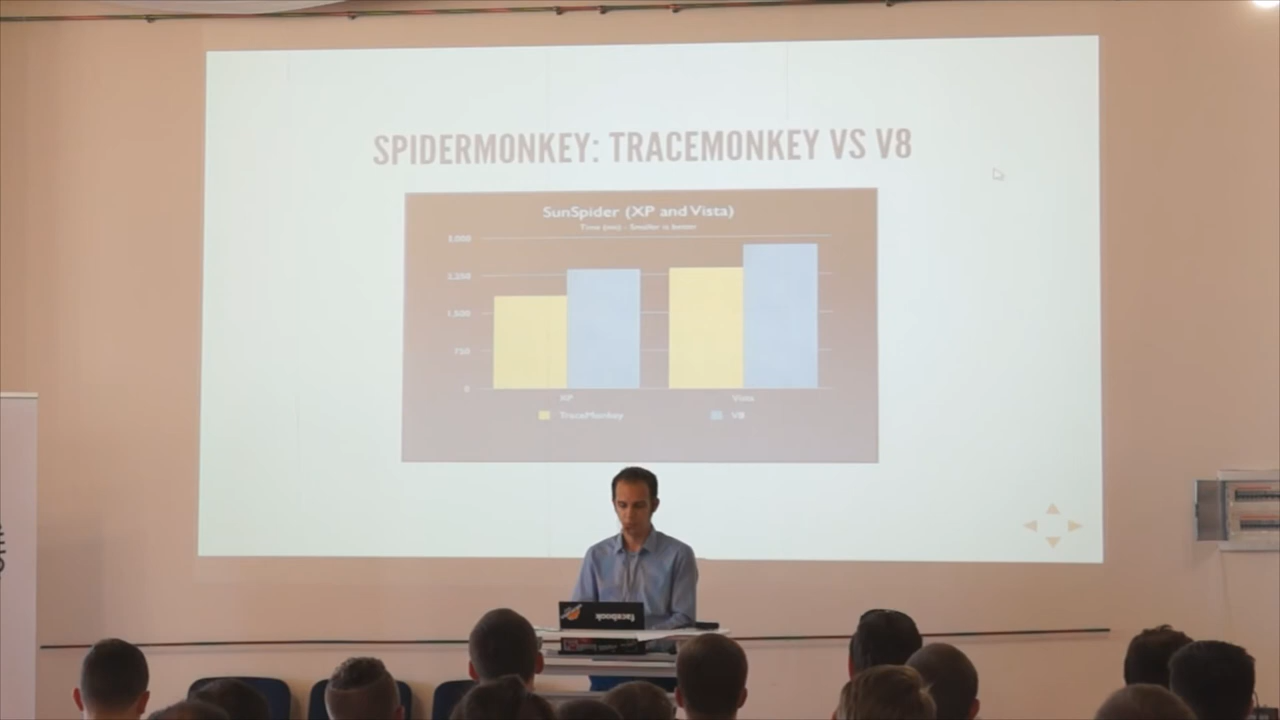 SPIDERMONKEY: TRACEMONKEY VS V8
SunSpider (XP and Vista)
Time (ms) - Smaller is better
3,000
2,250
1,500
750
0
XP Vista
TraceMonkey V8
facebook